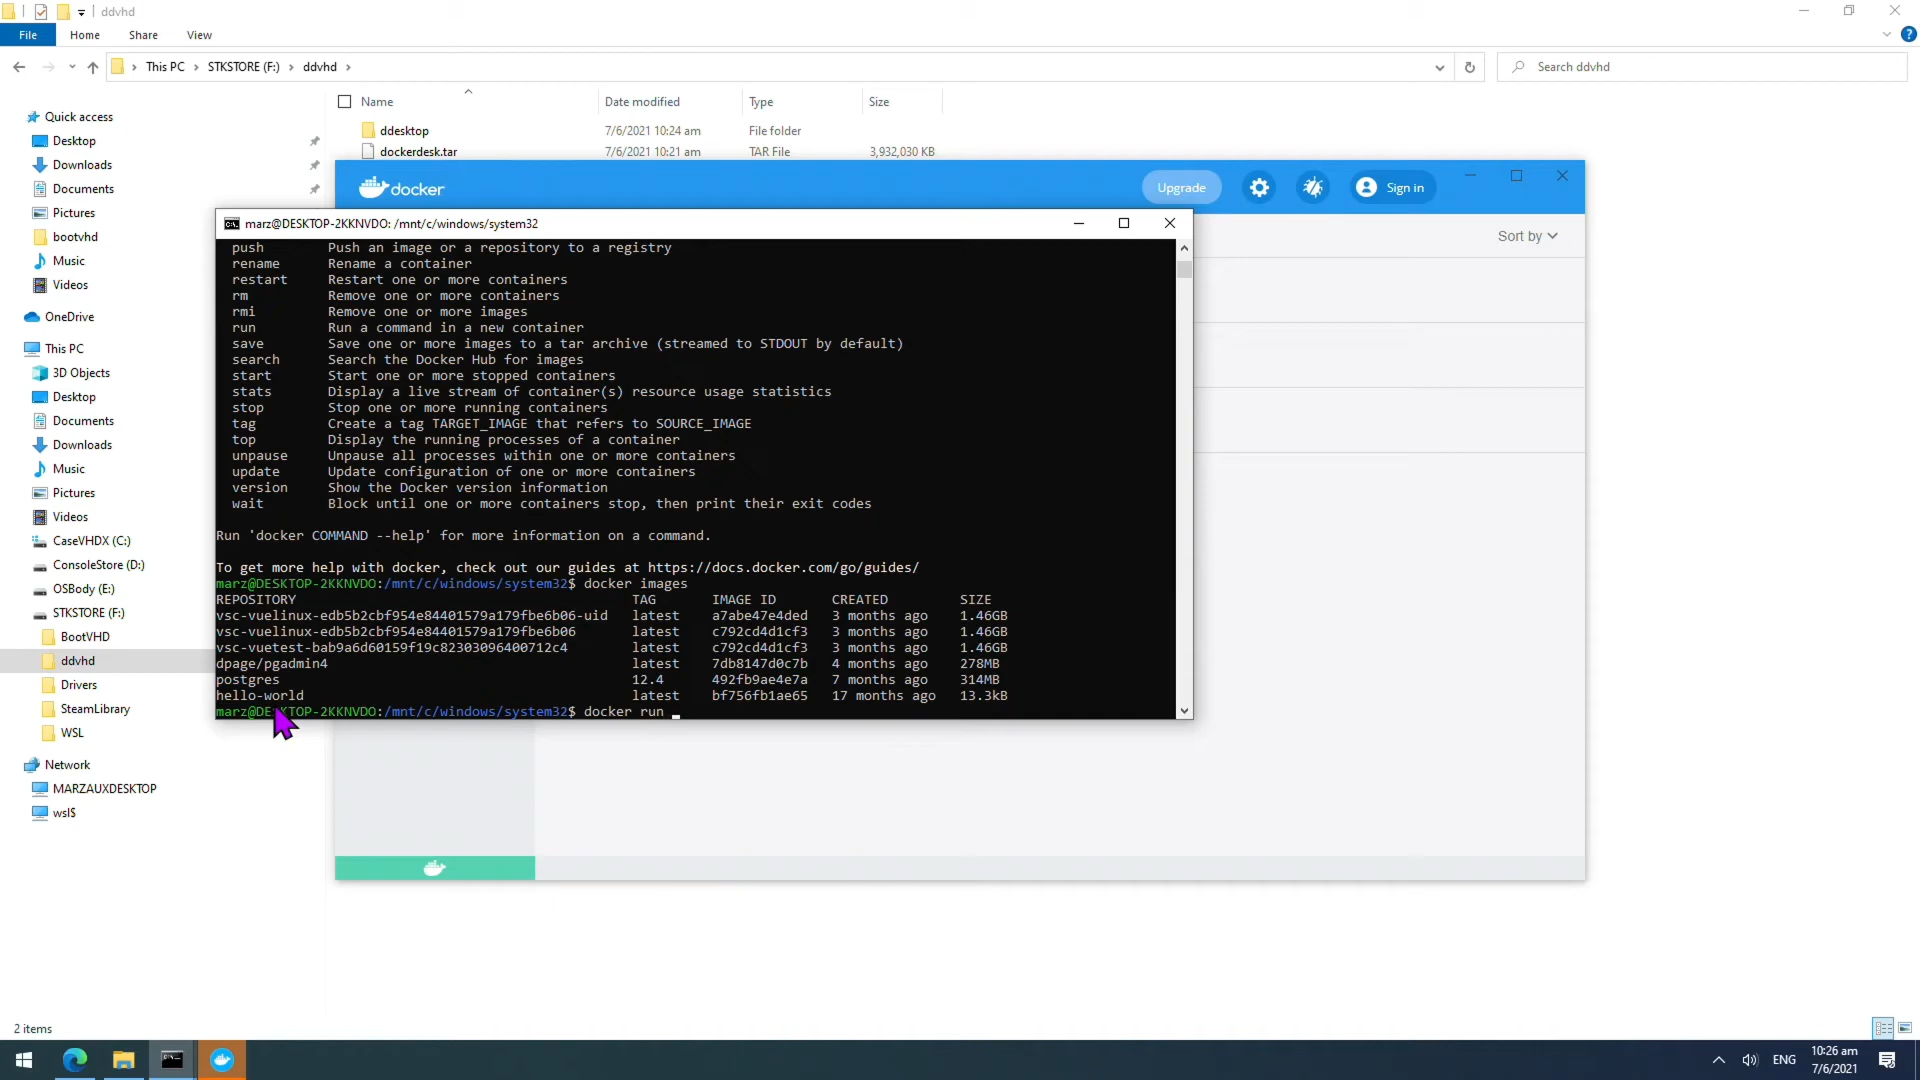 ddvhd
File Home Share View
This PC STKSTORE (F:) ddvhd
Search ddvhd
Quick access
Desktop
Downloads
Documents
Pictures
bootvhd
Music
Videos
OneDrive
This PC
3D Objects
Desktop
Documents
Downloads
Music
Pictures
Videos
CaseVHDX (C:)
ConsoleStore (D:)
OSBody (E:)
STKSTORE (F:)
BootVHD
ddvhd
Drivers
SteamLibrary
WSL
Network
MARZAUXDESKTOP
wsl$
Name Date modified Type Size
ddesktop 7/6/2021 10:24 am File folder
dockerdesk.tar 7/6/2021 10:21 am TAR File 3,932,030 KB
docker Upgrade Sign in
Sort by
marz@DESKTOP-2KKNVDO: /mnt/c/windows/system32
push Push an image or a repository to a registry
rename Rename a container
restart Restart one or more containers
rm Remove one or more containers
rmi Remove one or more images
run Run a command in a new container
save Save one or more images to a tar archive (streamed to STDOUT by default)
search Search the Docker Hub for images
start Start one or more stopped containers
stats Display a live stream of container(s) resource usage statistics
stop Stop one or more running containers
tag Create a tag TARGET_IMAGE that refers to SOURCE_IMAGE
top Display the running processes of a container
unpause Unpause all processes within one or more containers
update Update configuration of one or more containers
version Show the Docker version information
wait Block until one or more containers stop, then print their exit codes
Run 'docker COMMAND --help' for more information on a command.
To get more help with docker, check out our guides at https://docs.docker.com/go/guides/
marz@DESKTOP-2KKNVDO:/mnt/c/windows/system32$ docker images
REPOSITORY TAG IMAGE ID CREATED SIZE
vsc-vuelinux-edb5b2cbf954e84401579a179fbe6b06-uid latest a7abe47e4ded 3 months ago 1.46GB
vsc-vuelinux-edb5b2cbf954e84401579a179fbe6b06 latest c792cd4d1cf3 3 months ago 1.46GB
vsc-vuetest-bab9a6d60159f19c82303096400712c4 latest c792cd4d1cf3 3 months ago 1.46GB
dpage/pgadmin4 latest 7db8147d0c7b 4 months ago 278MB
postgres 12.4 492fb9ae4e7a 7 months ago 314MB
hello-world latest bf756fb1ae65 17 months ago 13.3kB
marz@DESKTOP-2KKNVDO:/mnt/c/windows/system32$ docker run _
2 items
ENG
10:26 am
7/6/2021